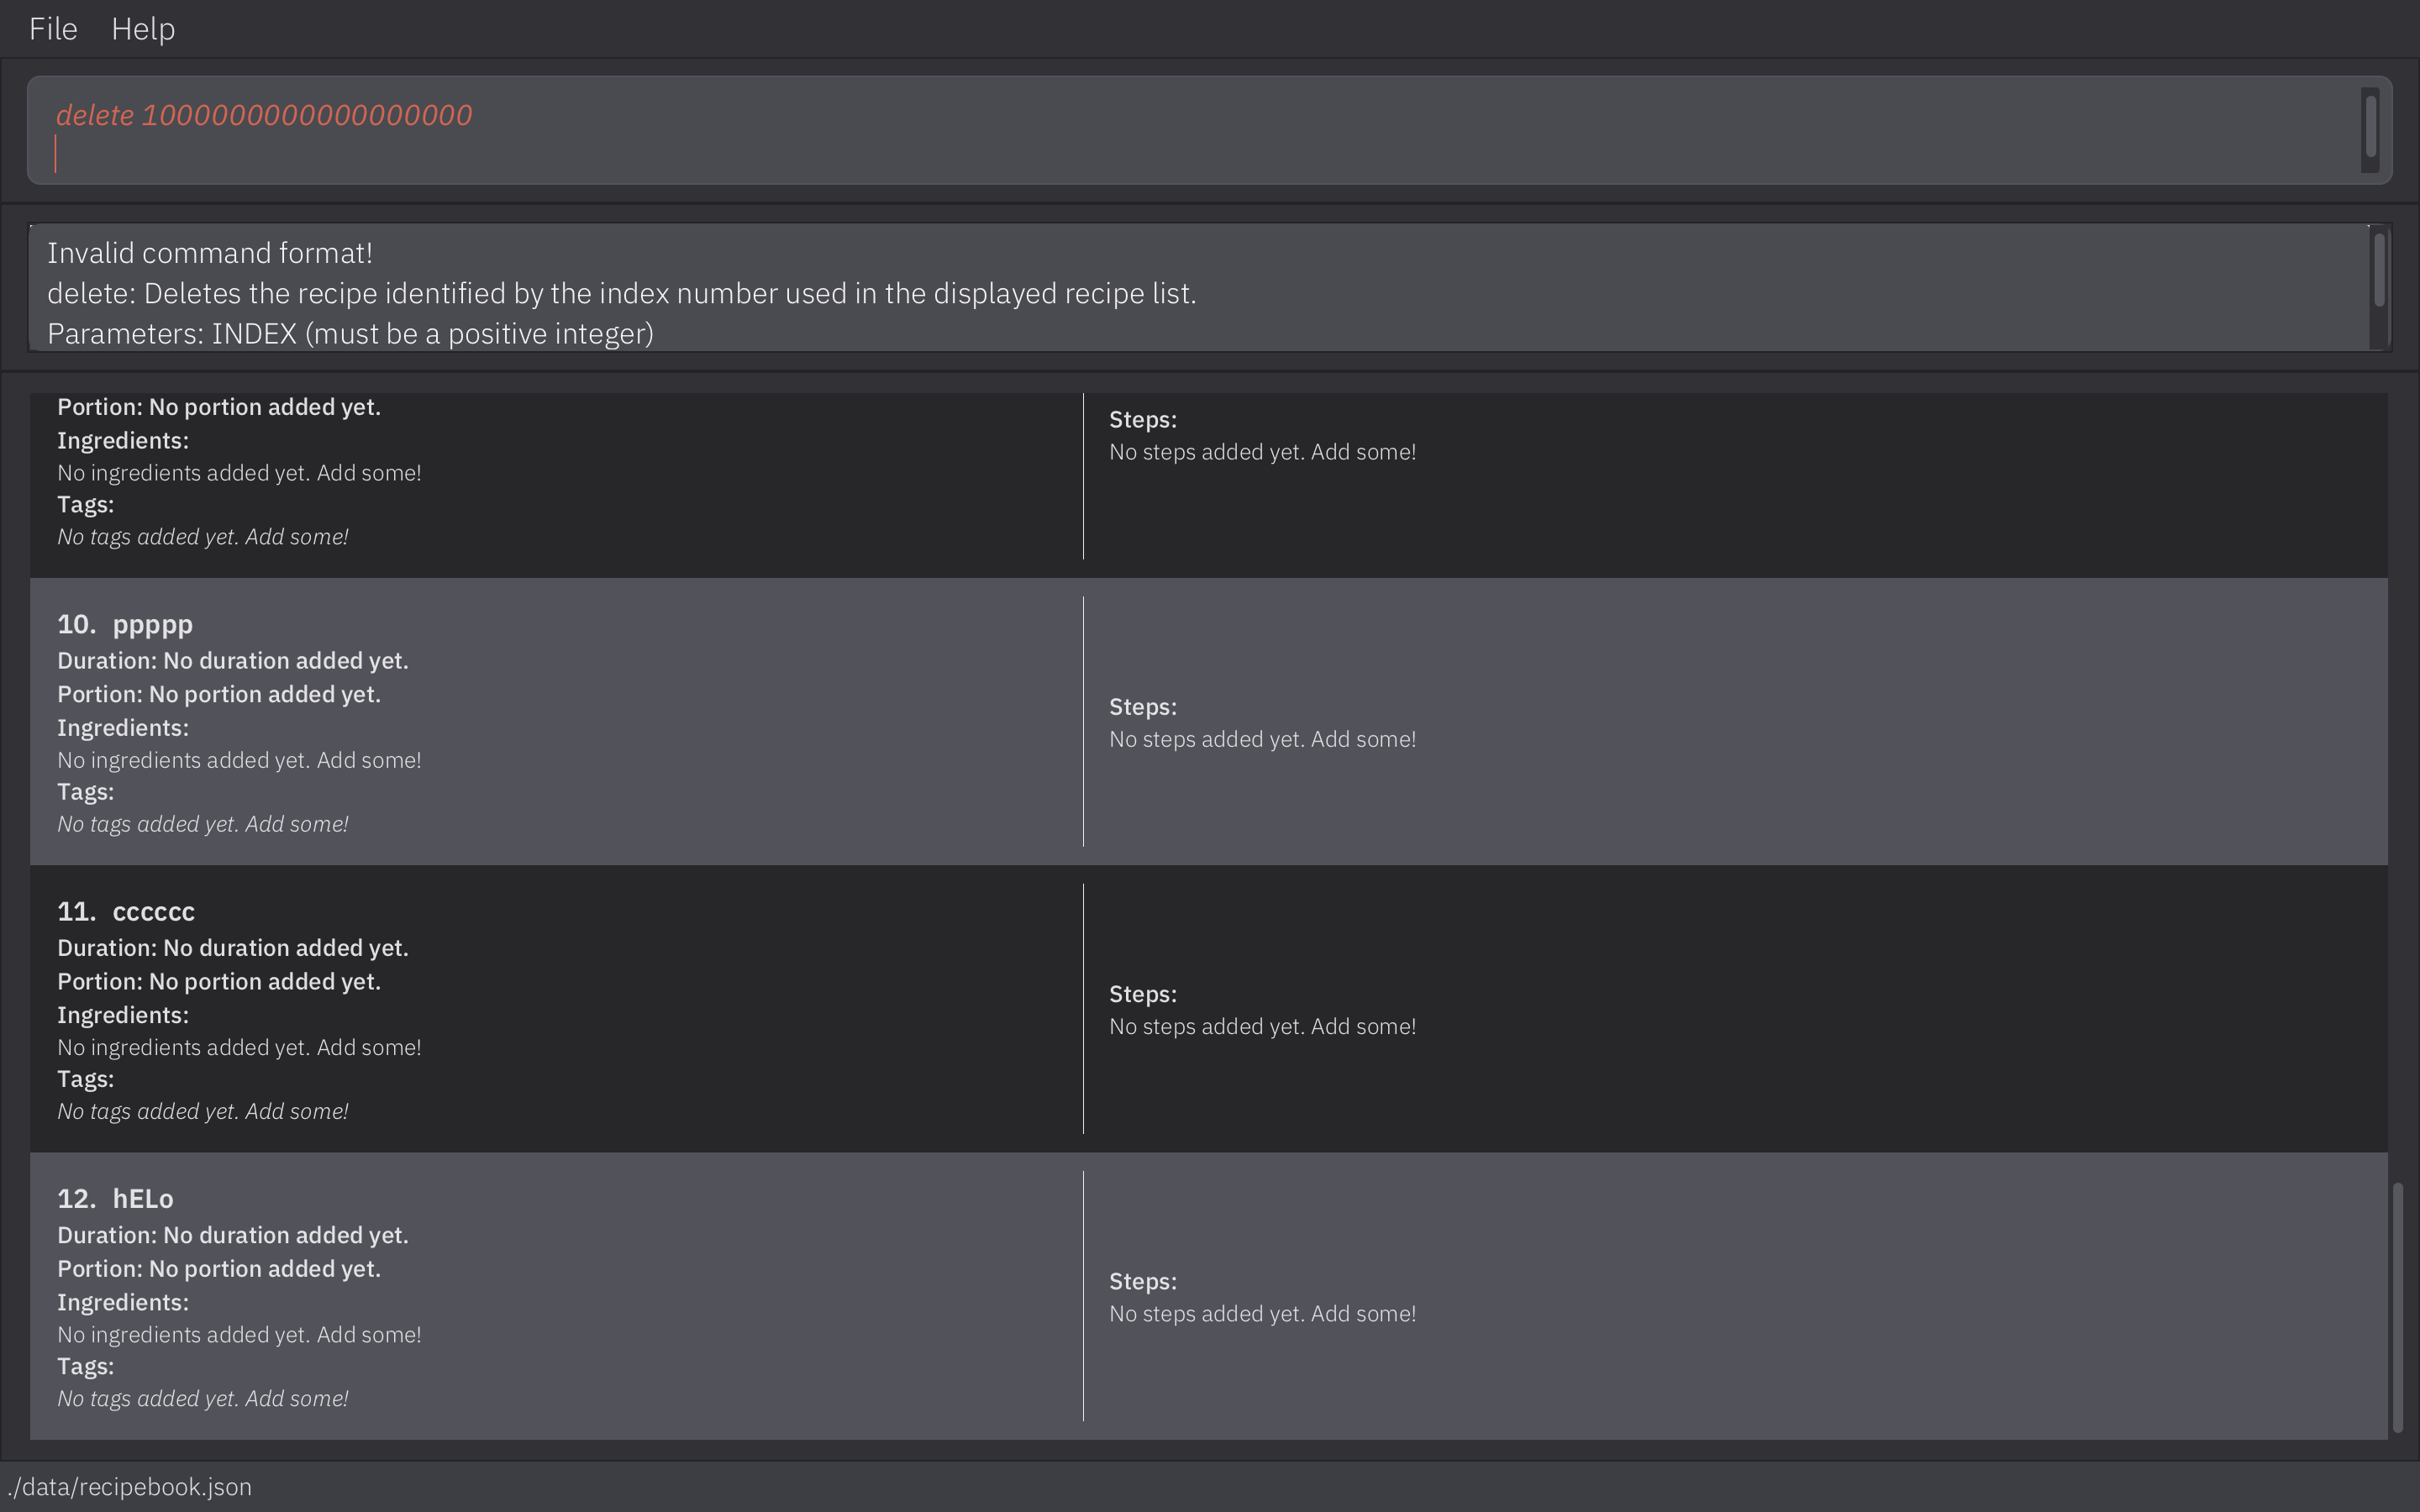 File Help
delete 1000000000000000000
Invalid command format!
delete: Deletes the recipe identified by the index number used in the displayed recipe list.
Parameters: INDEX (must be a positive integer)
Portion: No portion added yet.
Ingredients:
No ingredients added yet. Add some!
Tags:
No tags added yet. Add some!
Steps:
No steps added yet. Add some!
10. ppppp
Duration: No duration added yet.
Portion: No portion added yet.
Ingredients:
No ingredients added yet. Add some!
Tags:
No tags added yet. Add some!
Steps:
No steps added yet. Add some!
11. cccccc
Duration: No duration added yet.
Portion: No portion added yet.
Ingredients:
No ingredients added yet. Add some!
Tags:
No tags added yet. Add some!
Steps:
No steps added yet. Add some!
12. hELo
Duration: No duration added yet.
Portion: No portion added yet.
Ingredients:
No ingredients added yet. Add some!
Tags:
No tags added yet. Add some!
Steps:
No steps added yet. Add some!
./data/recipebook.json